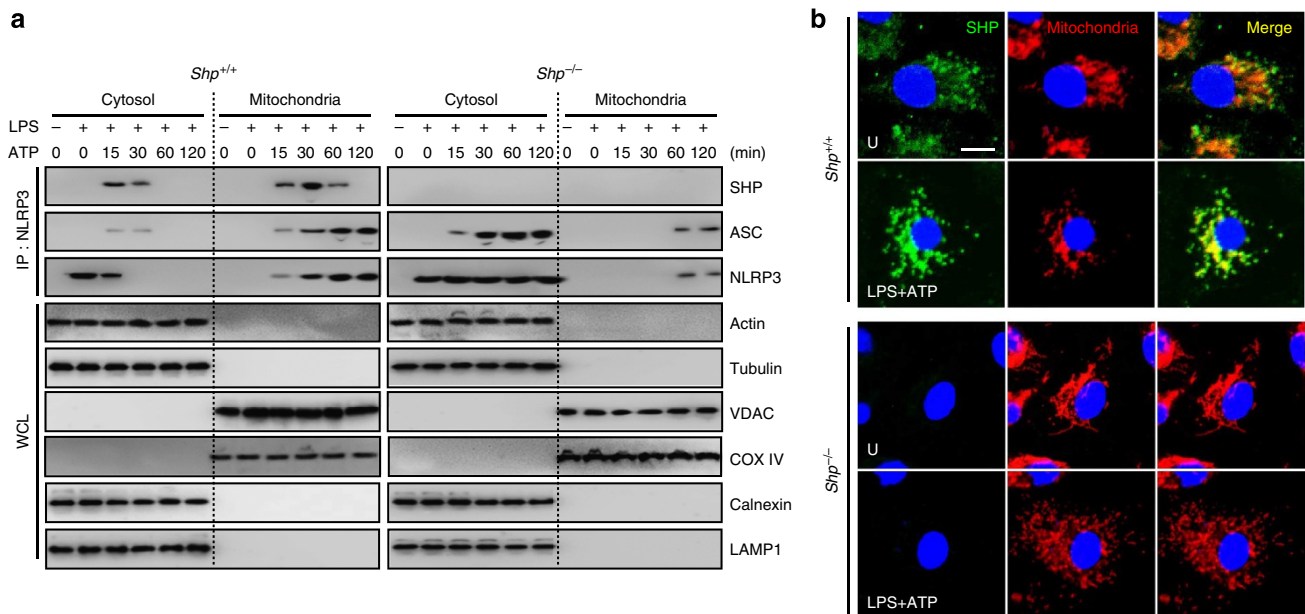 a
Shp+/+
Shp−/−
Cytosol
Mitochondria
Cytosol
Mitochondria
LPS
− + + + + + − + + + + + − + + + + + − + + + + +
ATP
0 0 15 30 60 120 0 0 15 30 60 120 0 0 15 30 60 120 0 0 15 30 60 120 (min)
IP : NLRP3
SHP
ASC
NLRP3
WCL
Actin
Tubulin
VDAC
COX IV
Calnexin
LAMP1
b
SHP
Mitochondria
Merge
Shp+/+
U
LPS+ATP
Shp−/−
U
LPS+ATP